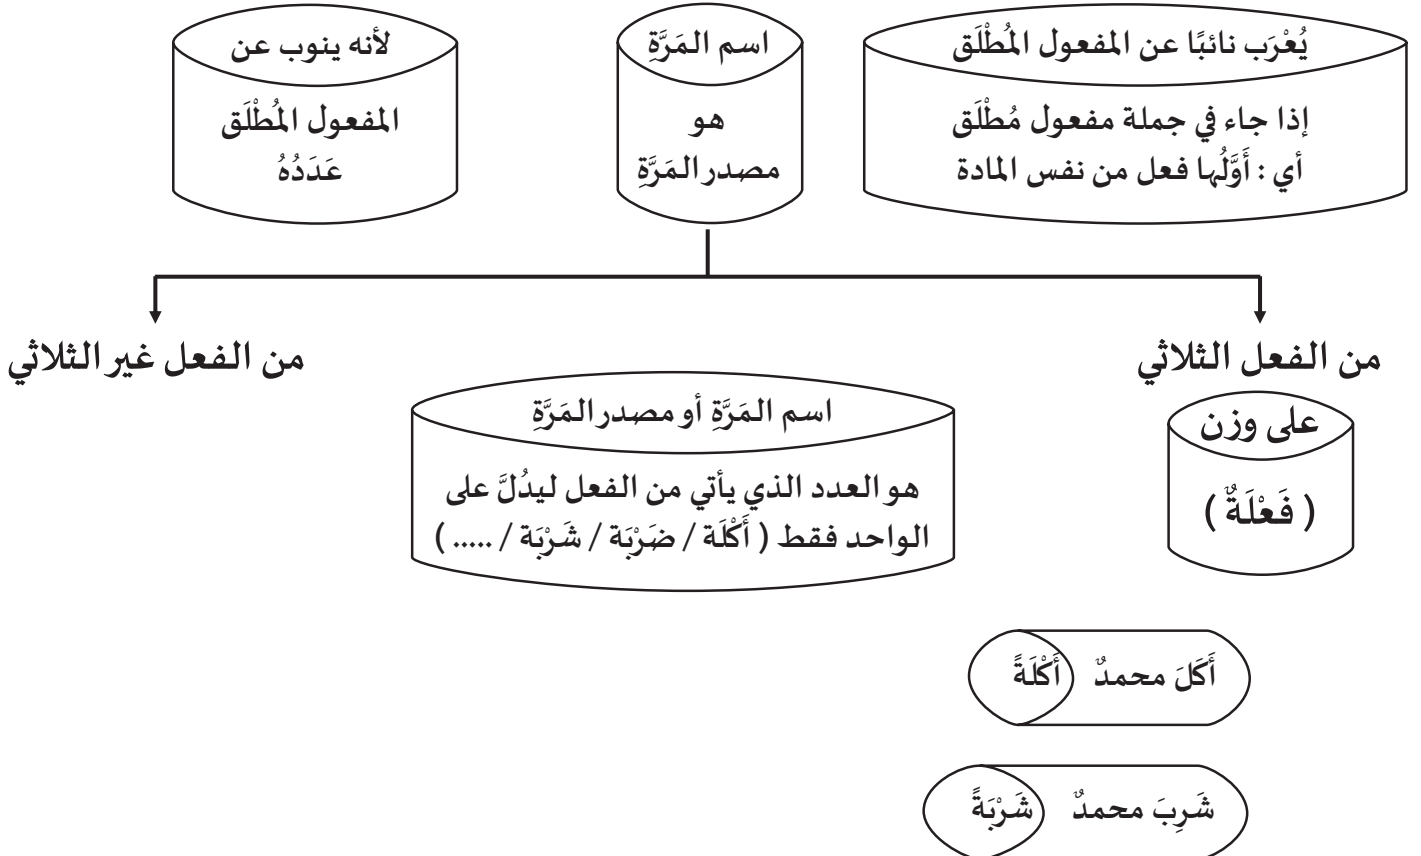 يُعْرَب نائبًا عن المفعول المُطْلَق
إذا جاء في جملة مفعول مُطْلَق
أي : أَوَّلُها فعل من نفس المادة
اسم المَرَّةِ
هو
مصدر المَرَّةِ
لأنه ينوب عن
المفعول المُطْلَق
عَدَدُهُ
من الفعل الثلاثي
من الفعل غير الثلاثي
على وزن
( فَعْلَةٌ )
اسم المَرَّةِ أو مصدر المَرَّةِ
هو العدد الذي يأتي من الفعل ليدُلَّ على
الواحد فقط ( أَكْلَة / ضَرْبَة / شَرْبَة / ..... )
أَكَلَ محمدٌ أَكْلَةً
شَرِبَ محمدٌ شَرْبَةً